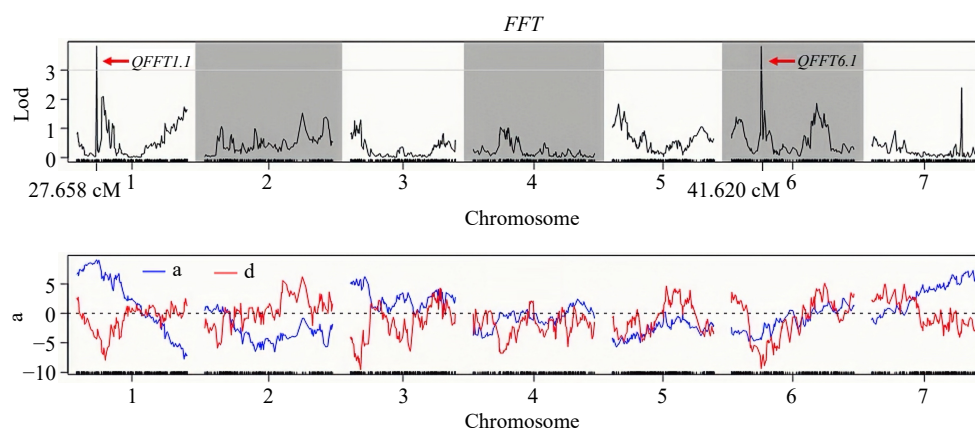 FFT
Lod
3
2
1
0
QFFT1.1
QFFT6.1
27.658 cM
41.620 cM
1 2 3 4 5 6 7
Chromosome
a
5
0
−5
−10
a d
1 2 3 4 5 6 7
Chromosome